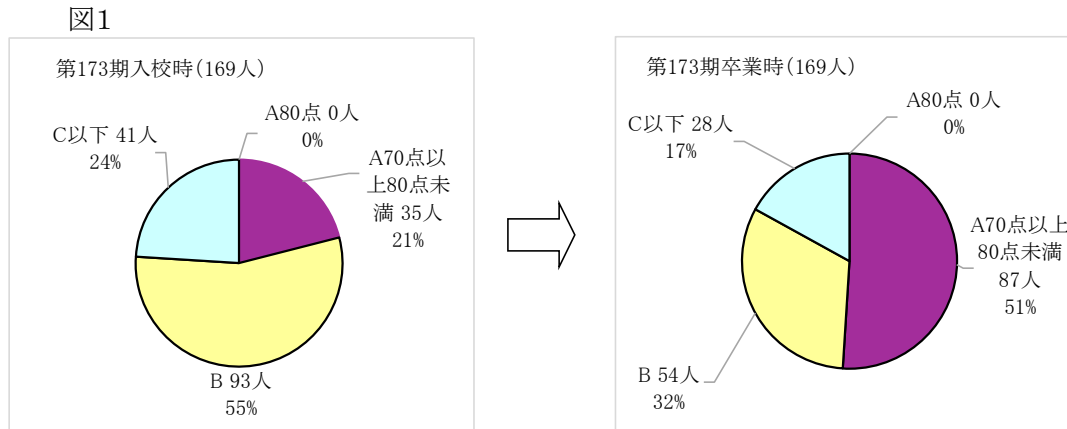 図1
第173期入校時(169人)
A80点 0人
0%
C以下 41人
24%
A70点以
上80点未
満 35人
21%
B 93人
55%
第173期卒業時(169人)
A80点 0人
0%
C以下 28人
17%
A70点以上
80点未満
87人
51%
B 54人
32%